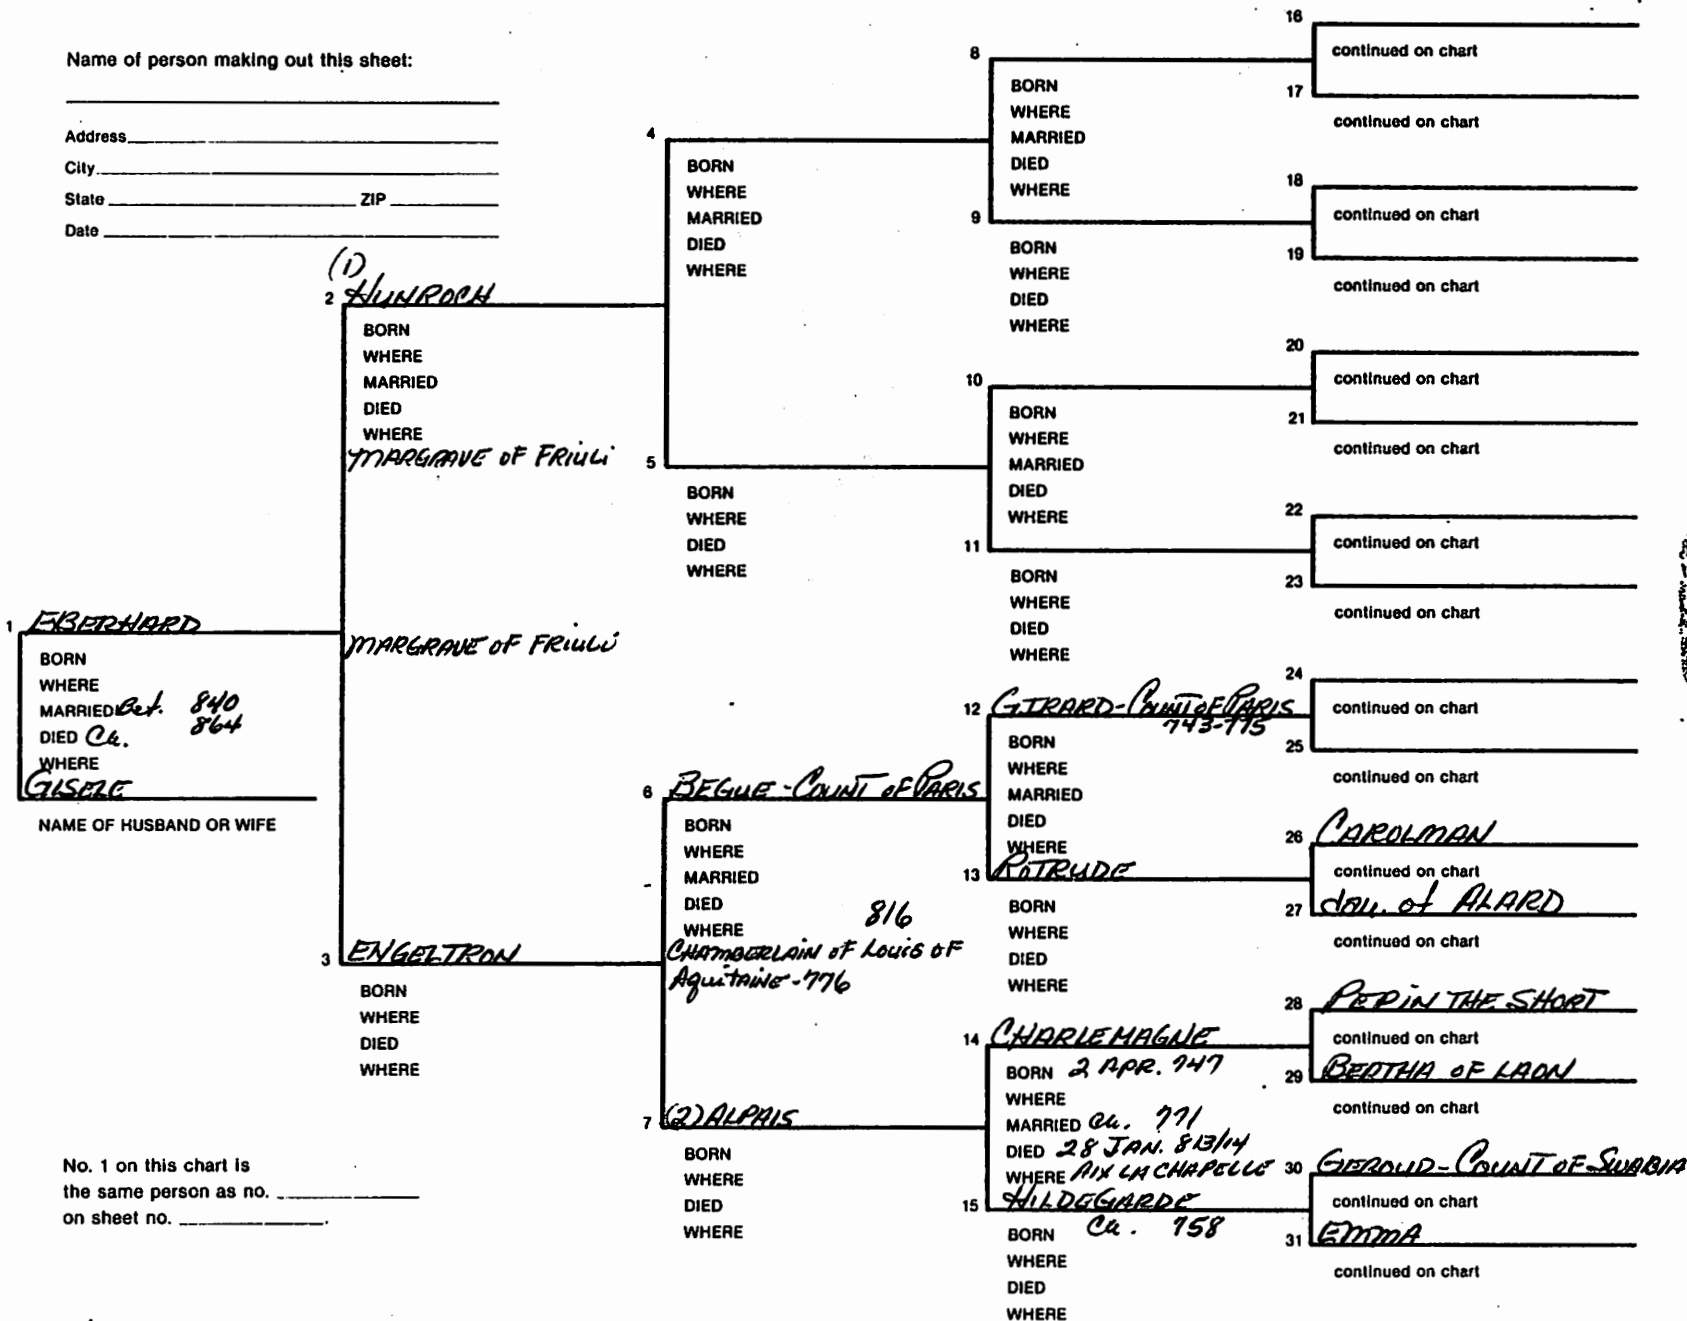 Name of person making out this sheet:
Address
City
State ZIP
Date
1 EBERHARD
BORN
WHERE
MARRIED Bet. 840
DIED Ca. 864
WHERE
GISELE
NAME OF HUSBAND OR WIFE
No. 1 on this chart is
the same person as no.
on sheet no. .
(1)
2 HUNROCH
BORN
WHERE
MARRIED
DIED
WHERE
MARGRAVE OF FRIULI
MARGRAVE OF FRIULI
3 ENGELTRON
BORN
WHERE
DIED
WHERE
4
BORN
WHERE
MARRIED
DIED
WHERE
5
BORN
WHERE
DIED
WHERE
6 BEGUE - COUNT OF PARIS
BORN
WHERE
MARRIED
DIED
WHERE 816
CHAMBERLAIN OF LOUIS OF
AQUITAINE - 776
7 (2) ALPAIS
BORN
WHERE
DIED
WHERE
8
BORN
WHERE
MARRIED
DIED
WHERE
9
BORN
WHERE
DIED
WHERE
10
BORN
WHERE
MARRIED
DIED
WHERE
11
BORN
WHERE
DIED
WHERE
12 GIRARD - COUNT OF PARIS
743-775
BORN
WHERE
MARRIED
DIED
WHERE
13 ROTRUDE
BORN
WHERE
DIED
WHERE
14 CHARLEMAGNE
BORN 2 APR. 747
WHERE
MARRIED Ca. 771
DIED 28 JAN. 813/14
WHERE AIX LA CHAPELLE
15 HILDEGARDE
BORN Ca. 758
WHERE
DIED
WHERE
16
continued on chart
17
continued on chart
18
continued on chart
19
continued on chart
20
continued on chart
21
continued on chart
22
continued on chart
23
continued on chart
24
continued on chart
25
continued on chart
26 CAROLMAN
continued on chart
27 dau. of ALARD
continued on chart
28 PEPIN THE SHORT
continued on chart
29 BERTHA OF LAON
continued on chart
30 GEROUD - COUNT OF SWABIA
continued on chart
31 EMMA
continued on chart